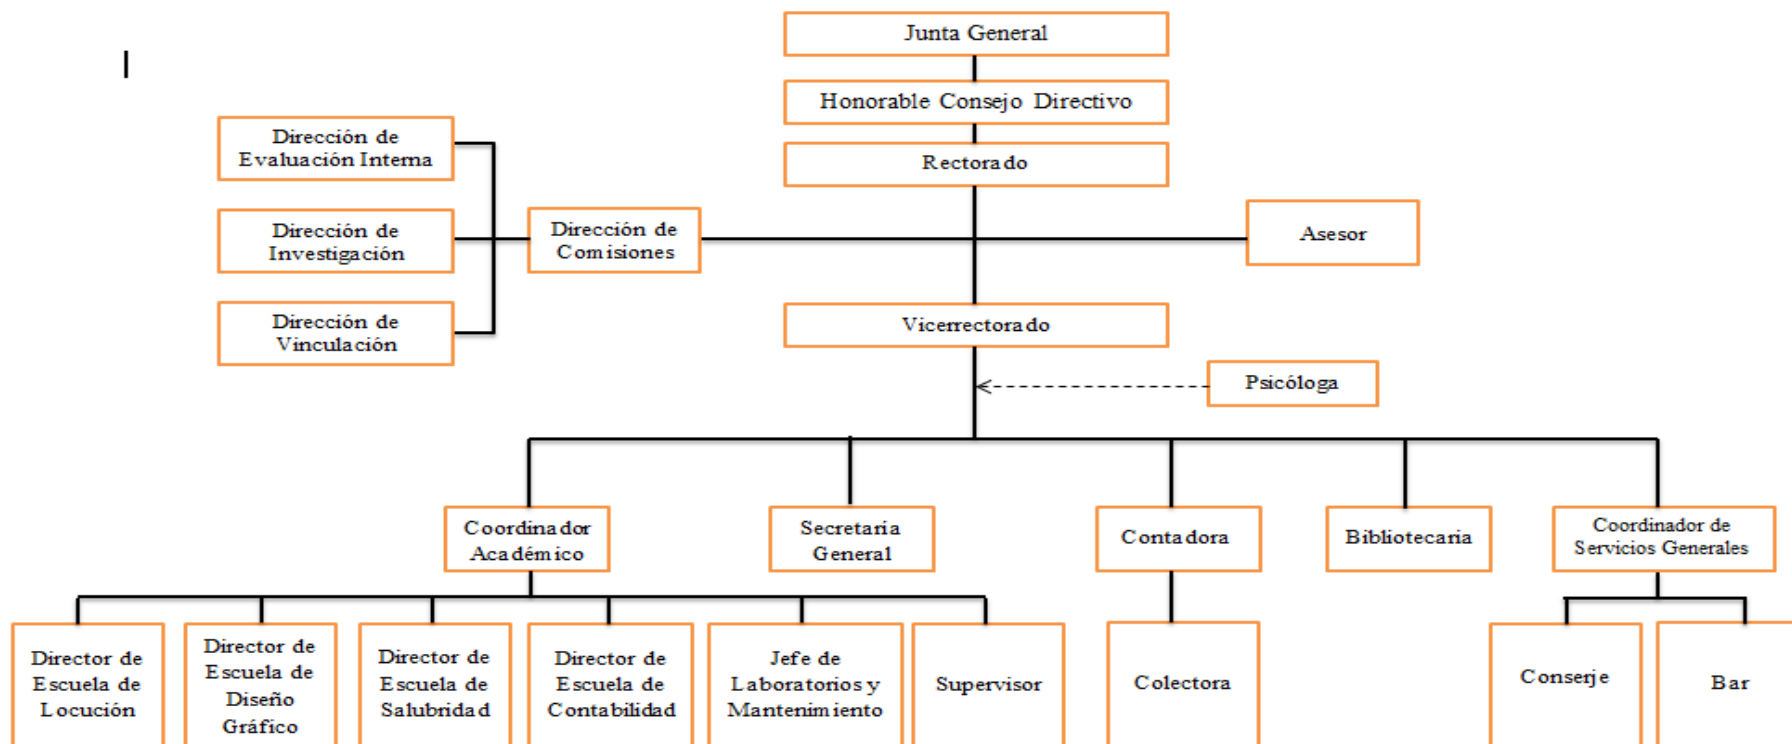 Junta General
Honorable Consejo Directivo
Rectorado
Dirección de
Evaluación Interna
Dirección de
Investigación
Dirección de
Vinculación
Dirección de
Comisiones
Asesor
Vicerrectorado
Psicóloga
Coordinador
Académico
Secretaria
General
Contadora
Bibliotecaria
Coordinador de
Servicios Generales
Director de
Escuela de
Locución
Director de
Escuela de
Diseño
Gráfico
Director de
Escuela de
Salubridad
Director de
Escuela de
Contabilidad
Jefe de
Laboratorios y
Mantenimiento
Supervisor
Colectora
Conserje
Bar